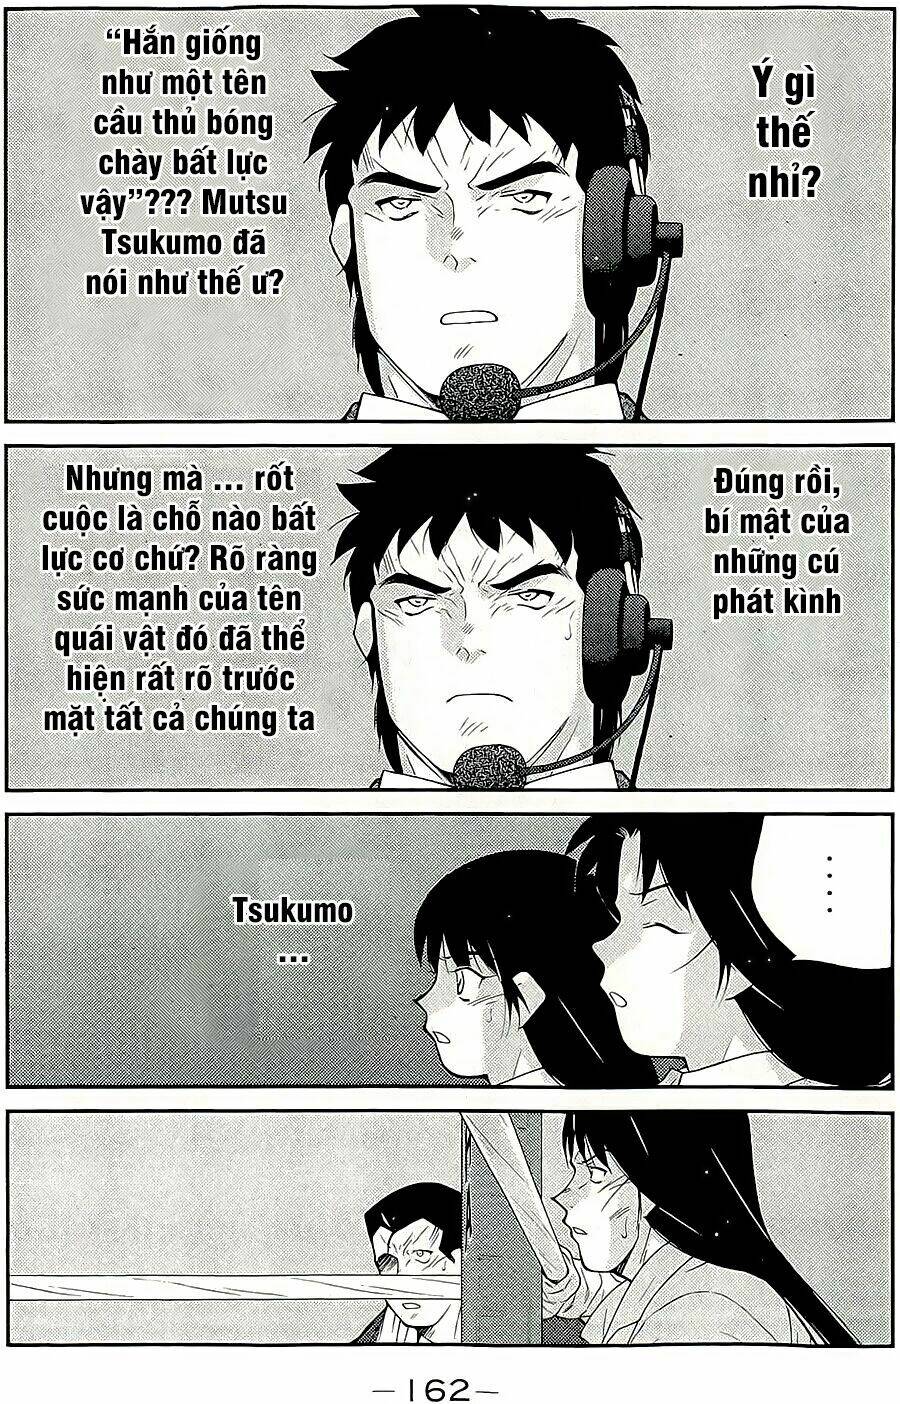 Ý gì
thế
nhỉ?
“Hắn giống
như một tên
cầu thủ bóng
chày bất lực
vậy”??? Mutsu
Tsukumo đã
nói như thế ư?
Đúng rồi,
bí mật của
những cú
phát kình
Nhưng mà ... rốt
cuộc là chỗ nào bất
lực cơ chứ? Rõ ràng
sức mạnh của tên
quái vật đó đã thể
hiện rất rõ trước
mặt tất cả chúng ta
....
Tsukumo
...
-162-